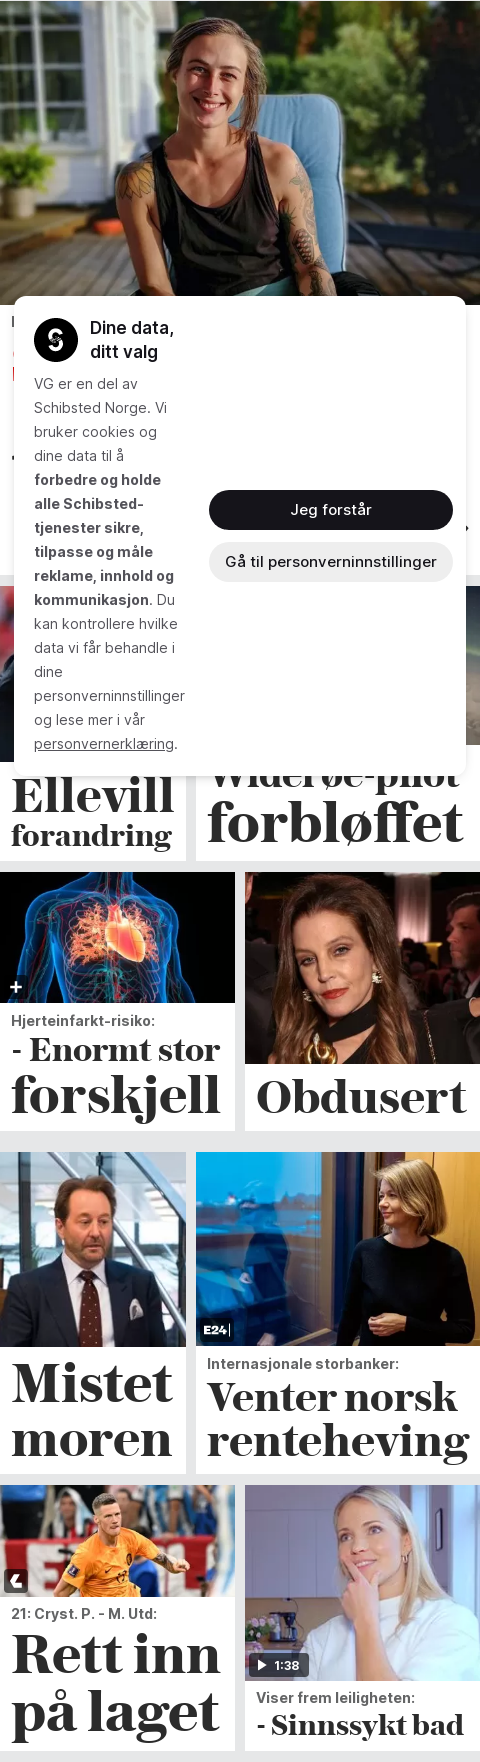 Dine data,
ditt valg
VG er en del av
Schibsted Norge. Vi
bruker cookies og
dine data til å
forbedre og holde
alle Schibsted-
tjenester sikre,
tilpasse og måle
reklame, innhold og
kommunikasjon. Du
kan kontrollere hvilke
data vi får behandle i
dine
personverninnstillinger
og lese mer i vår
personvernerklæring.
Jeg forstår
Gå til personverninnstillinger
Ellevill
forandring
Widerøe-pilot
forbløffet
Hjerteinfarkt-risiko:
- Enormt stor
forskjell
Obdusert
Mistet
moren
E24
Internasjonale storbanker:
Venter norsk
renteheving
21: Cryst. P. - M. Utd:
Rett inn
på laget
1:38
Viser frem leiligheten:
- Sinnssykt bad